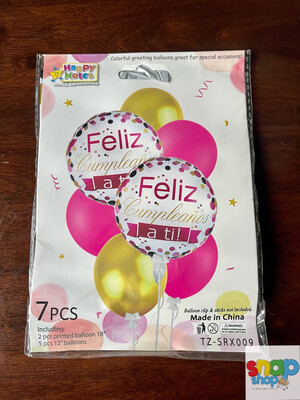 Happy Notes
Colorful greeting balloons,great for special occasions!
Feliz
Cumpleaños
a ti!
Feliz
Cumpleaños
a ti!
7PCS
Including:
2 pcs printed balloon 18"
5 pcs 12" balloons
Balloon clip & sticks not included.
Made in China
WARNING
TZ-SRX009
snap
shop